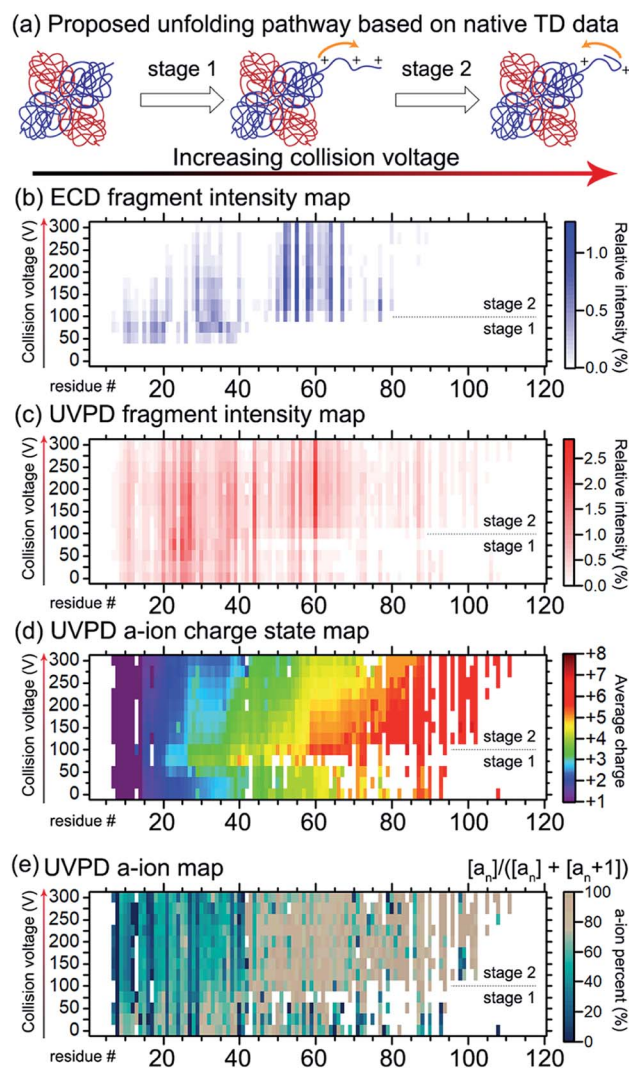 (a) Proposed unfolding pathway based on native TD data
stage 1
stage 2
+ + +
+ +
Increasing collision voltage
(b) ECD fragment intensity map
Collision voltage (V)
300
250
200
150
100
50
0
stage 2
stage 1
residue #
20 40 60 80 100 120
1.0
0.5
0.0
Relative intensity (%)
(c) UVPD fragment intensity map
Collision voltage (V)
300
250
200
150
100
50
0
stage 2
stage 1
residue #
20 40 60 80 100 120
2.5
2.0
1.5
1.0
0.5
0.0
Relative intensity (%)
(d) UVPD a-ion charge state map
Collision voltage (V)
300
250
200
150
100
50
0
stage 2
stage 1
residue #
20 40 60 80 100 120
+8
+7
+6
+5
+4
+3
+2
+1
Average charge
(e) UVPD a-ion map
[aₙ]/([aₙ] + [aₙ+1])
Collision voltage (V)
300
250
200
150
100
50
0
stage 2
stage 1
residue #
20 40 60 80 100 120
100
80
60
40
20
0
a-ion percent (%)